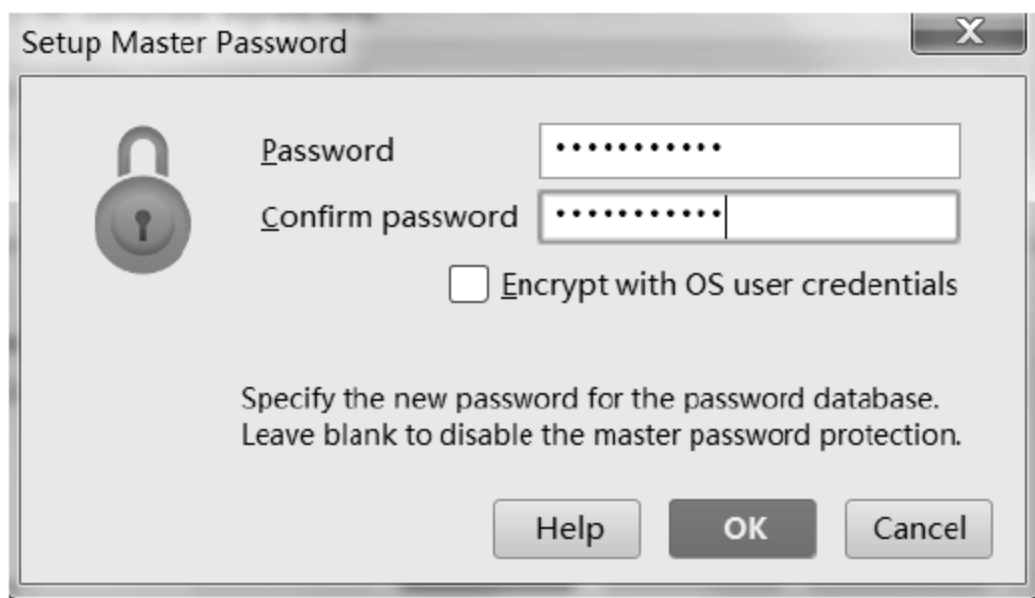 Setup Master Password
X
Password •••••••••••
Confirm password •••••••••••
Encrypt with OS user credentials
Specify the new password for the password database.
Leave blank to disable the master password protection.
Help OK Cancel